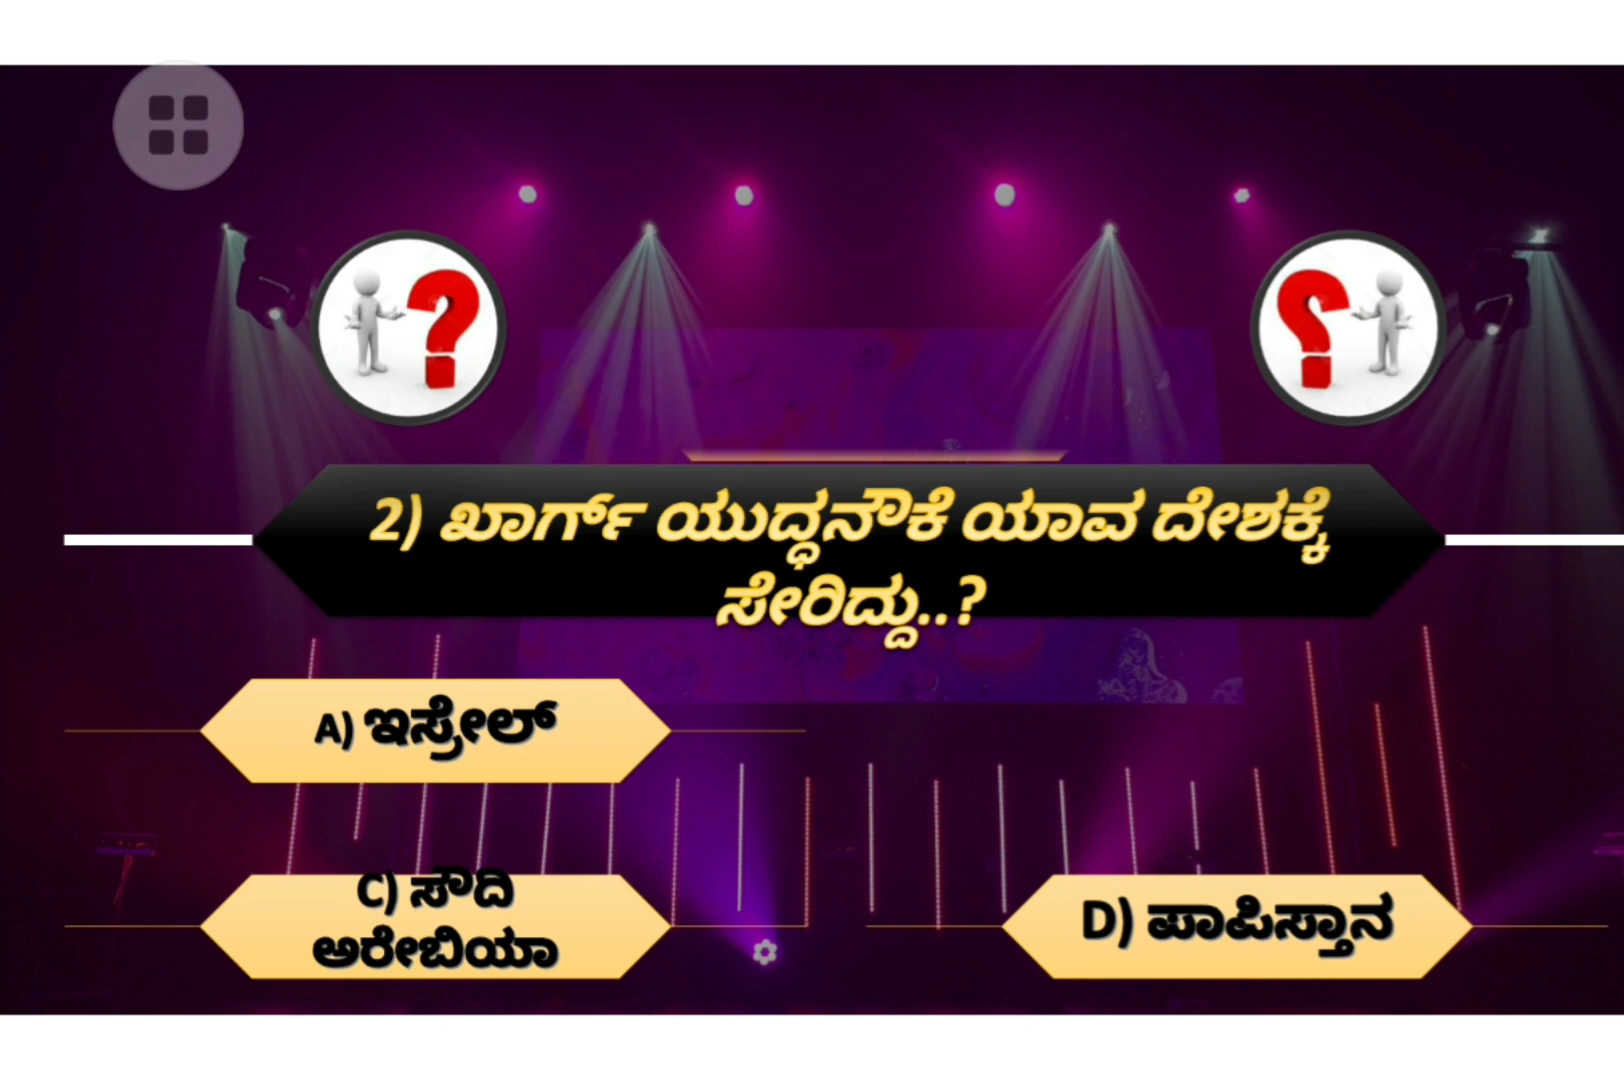 2) ಖಾರ್ಗ್ ಯುದ್ಧನೌಕೆ ಯಾವ ದೇಶಕ್ಕೆ
ಸೇರಿದ್ದು..?
A) ಇಸ್ರೇಲ್
C) ಸೌದಿ
ಅರೇಬಿಯಾ
D) ಪಾಪಿಸ್ತಾನ